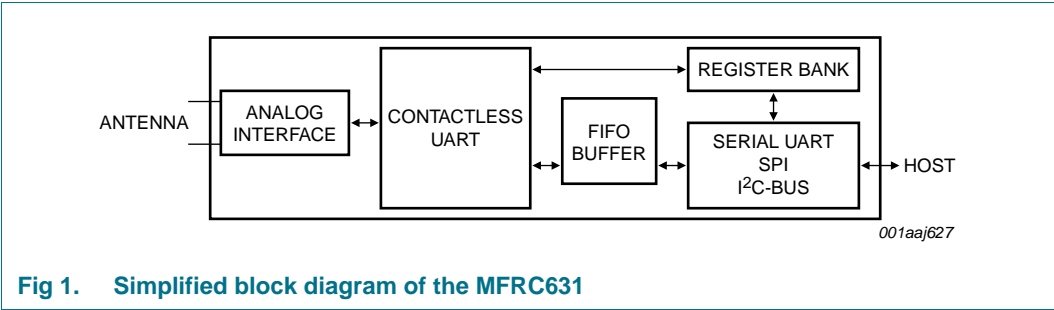 ANTENNA
ANALOG
INTERFACE
CONTACTLESS
UART
FIFO
BUFFER
REGISTER BANK
SERIAL UART
SPI
I²C-BUS
HOST
001aaj627
Fig 1. Simplified block diagram of the MFRC631